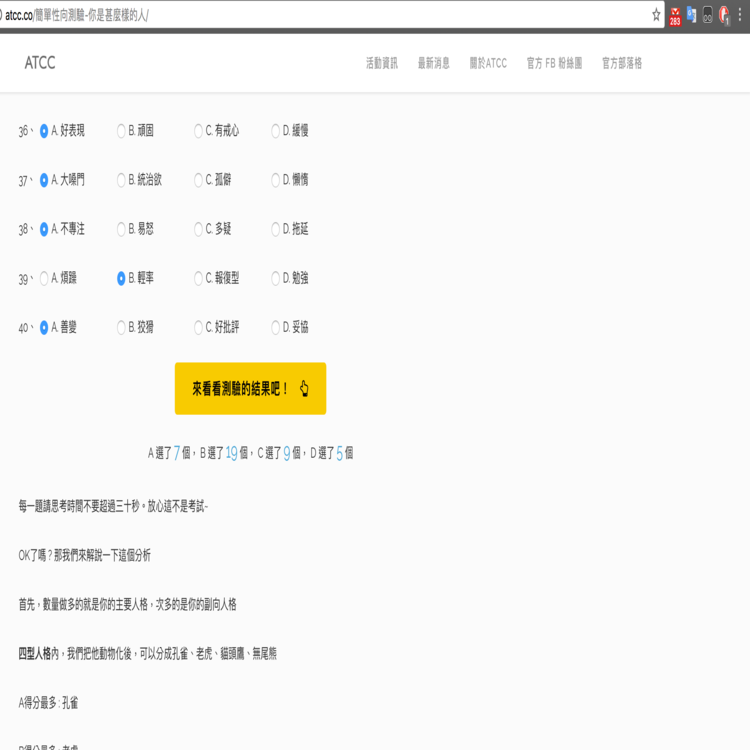 atcc.co/簡單性向測驗-你是甚麼樣的人/
283
1
ATCC 活動資訊 最新消息 關於ATCC 官方 FB 粉絲團 官方部落格
36、 A. 好表現 B. 頑固 C. 有戒心 D. 緩慢
37、 A. 大嗓門 B. 統治欲 C. 孤僻 D. 懶惰
38、 A. 不專注 B. 易怒 C. 多疑 D. 拖延
39、 A. 煩躁 B. 輕率 C. 報復型 D. 勉強
40、 A. 善變 B. 狡猾 C. 好批評 D. 妥協
來看看測驗的結果吧！
A 選了 7 個， B 選了 19 個， C 選了 9 個， D 選了 5 個
每一題請思考時間不要超過三十秒。放心這不是考試~
OK了嗎？那我們來解說一下這個分析
首先，數量做多的就是你的主要人格，次多的是你的副向人格
四型人格內，我們把他動物化後，可以分成孔雀、老虎、貓頭鷹、無尾熊
A得分最多 : 孔雀